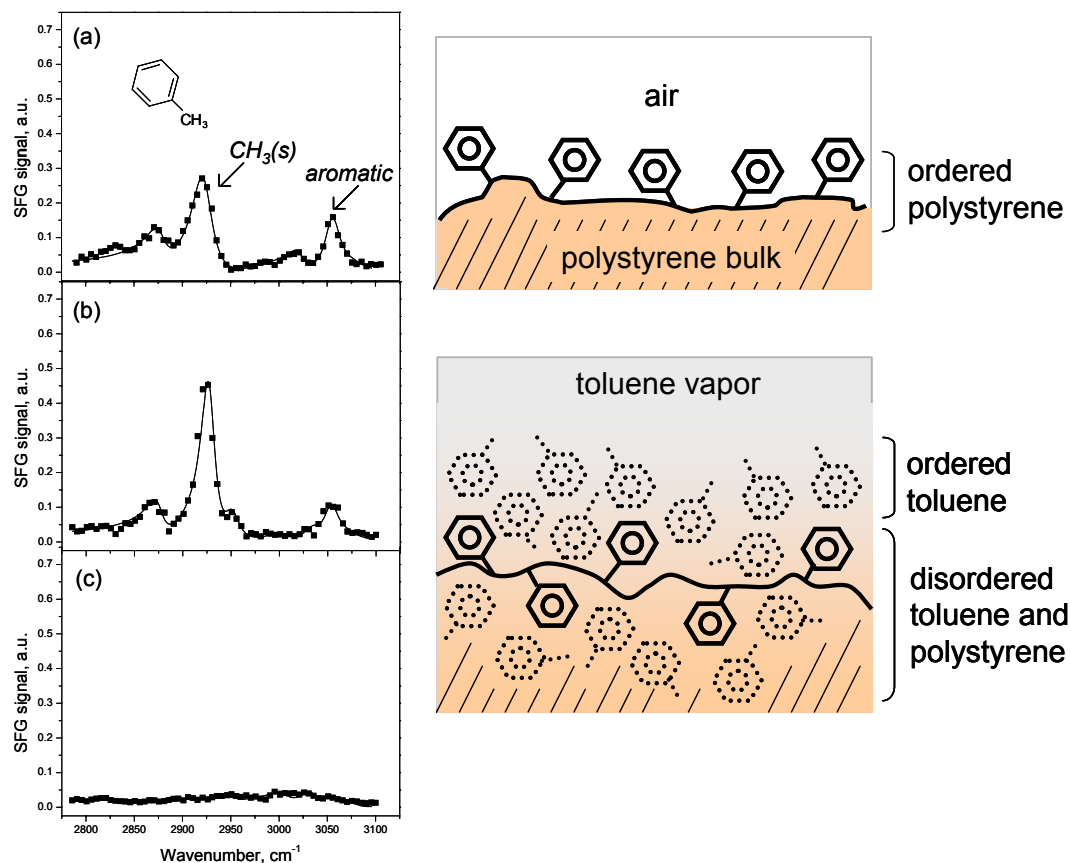 (a)
CH3
CH3(s)
aromatic
SFG signal, a.u.
0.7
0.6
0.5
0.4
0.3
0.2
0.1
0.0
(b)
SFG signal, a.u.
0.7
0.6
0.5
0.4
0.3
0.2
0.1
0.0
(c)
SFG signal, a.u.
0.7
0.6
0.5
0.4
0.3
0.2
0.1
0.0
2800 2850 2900 2950 3000 3050 3100
Wavenumber, cm-1
air
polystyrene bulk
ordered
polystyrene
toluene vapor
ordered
toluene
disordered
toluene and
polystyrene